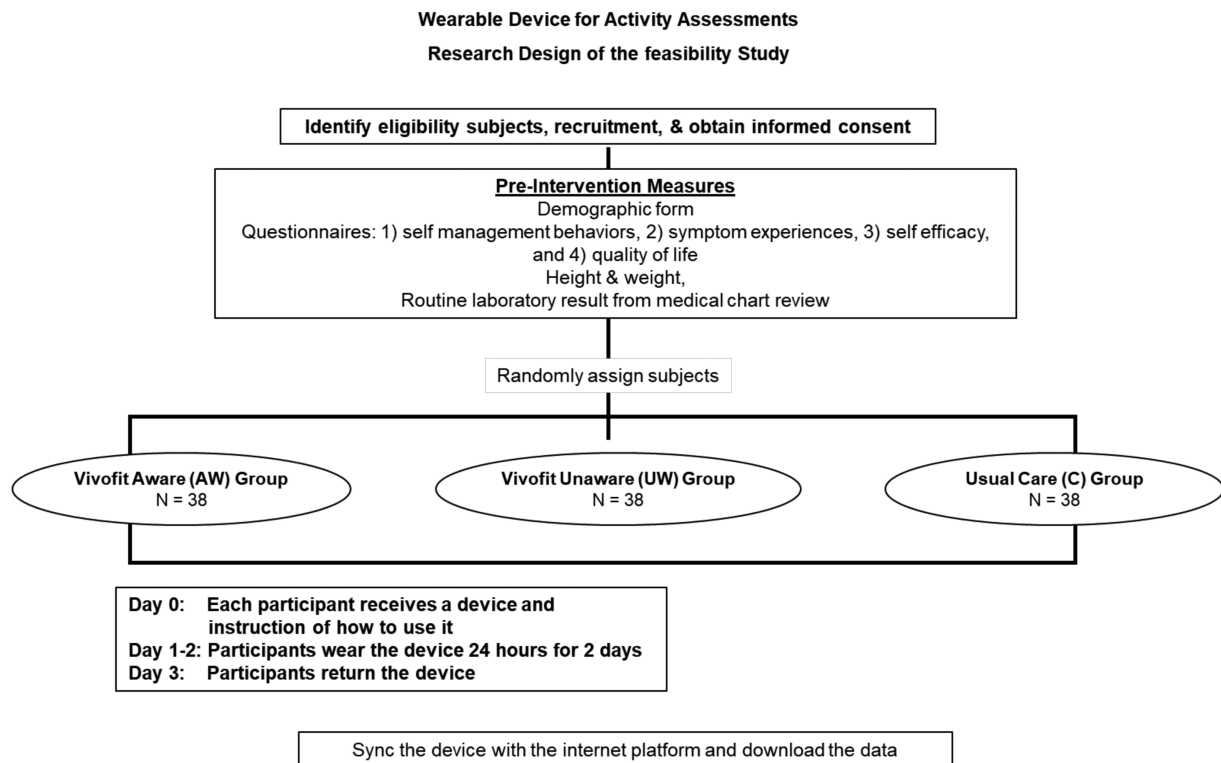 Wearable Device for Activity Assessments
Research Design of the feasibility Study
Identify eligibility subjects, recruitment, & obtain informed consent
Pre-Intervention Measures
Demographic form
Questionnaires: 1) self management behaviors, 2) symptom experiences, 3) self efficacy,
and 4) quality of life
Height & weight,
Routine laboratory result from medical chart review
Randomly assign subjects
Vivofit Aware (AW) Group
N = 38
Vivofit Unaware (UW) Group
N = 38
Usual Care (C) Group
N = 38
Day 0: Each participant receives a device and
instruction of how to use it
Day 1-2: Participants wear the device 24 hours for 2 days
Day 3: Participants return the device
Sync the device with the internet platform and download the data